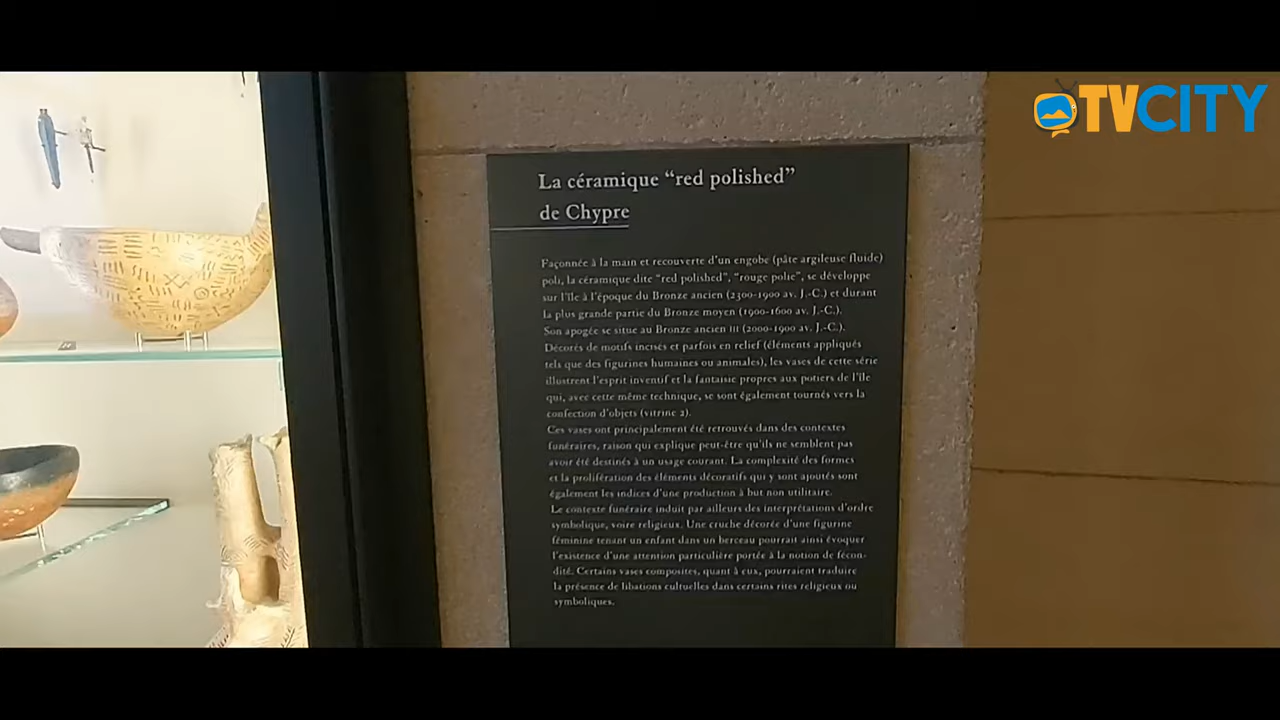 TVCITY
La céramique “red polished”
de Chypre
Façonnée à la main et recouverte d'un engobe (pâte argileuse fluide)
poli, la céramique dite “red polished”, “rouge polie”, se développe
sur l'île à l'époque du Bronze ancien (2300-1900 av. J.-C.) et durant
la plus grande partie du Bronze moyen (1900-1600 av. J.-C.).
Son apogée se situe au Bronze ancien III (2000-1900 av. J.-C.).
Décorés de motifs incisés et parfois en relief (éléments appliqués
tels que des figurines humaines ou animales), les vases de cette série
illustrent l'esprit inventif et la fantaisie propres aux potiers de l'île
qui, avec cette même technique, se sont également tournés vers la
confection d'objets (vitrine 2).
Ces vases ont principalement été retrouvés dans des contextes
funéraires, raison qui explique peut-être qu'ils ne semblent pas
avoir été destinés à un usage courant. La complexité des formes
et la prolifération des éléments décoratifs qui y sont ajoutés sont
également les indices d'une production à but non utilitaire.
Le contexte funéraire induit par ailleurs des interprétations d'ordre
symbolique, voire religieux. Une cruche décorée d'une figurine
féminine tenant un enfant dans un berceau pourrait ainsi évoquer
l'existence d'une attention particulière portée à la notion de fécon-
dité. Certains vases composites, quant à eux, pourraient traduire
la présence de libations cultuelles dans certains rites religieux ou
symboliques.